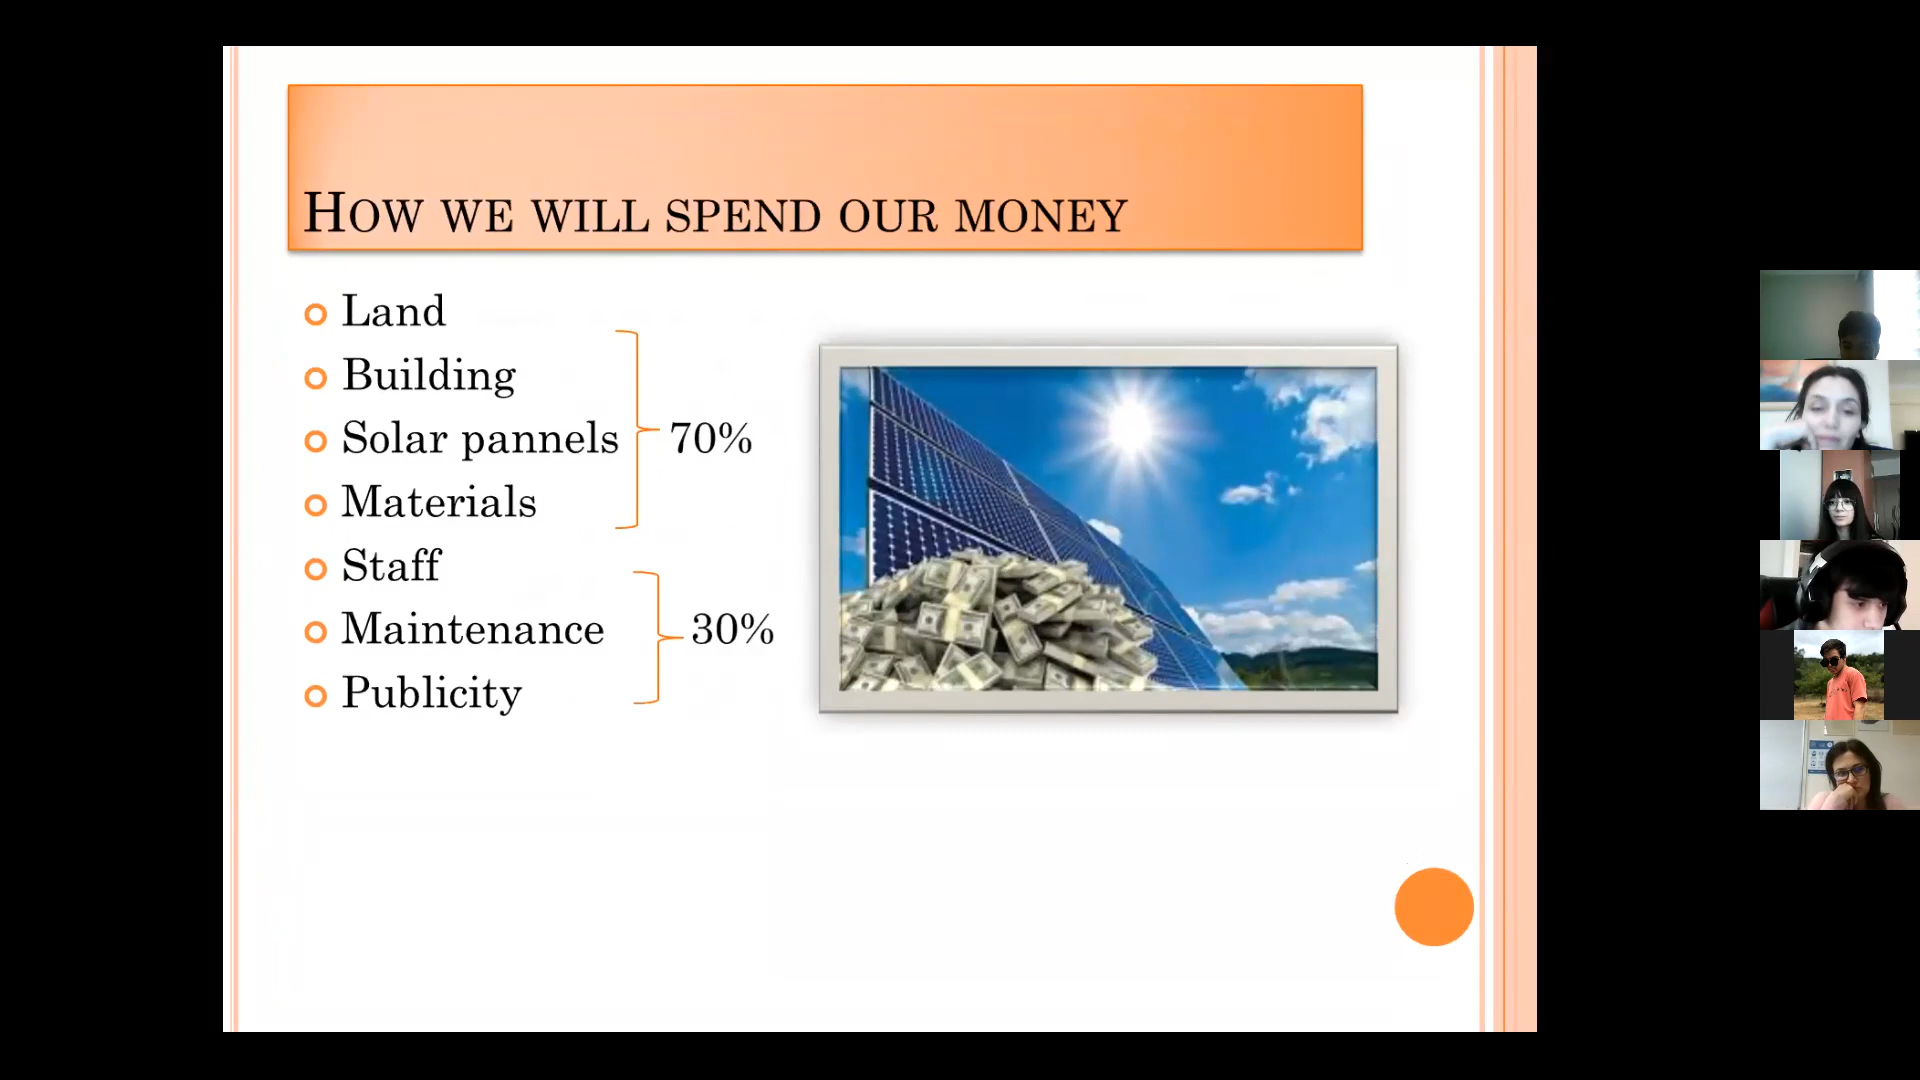 How we will spend our money
Land
Building
Solar pannels
70%
Materials
Staff
Maintenance
30%
Publicity